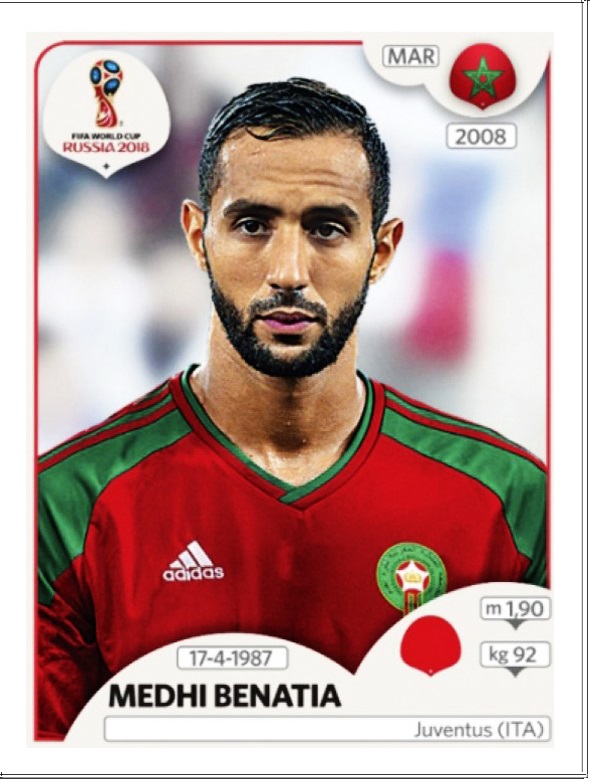 MAR
2008
FIFA WORLD CUP
RUSSIA 2018
adidas
m 1,90
kg 92
17-4-1987
MEDHI BENATIA
Juventus (ITA)